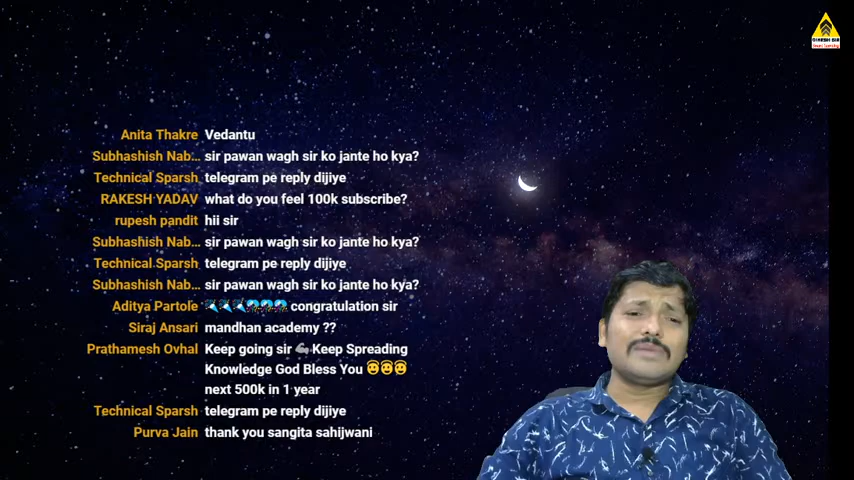 DINESH SIR
Smart Learning
Anita Thakre Vedantu
Subhashish Nab... sir pawan wagh sir ko jante ho kya?
Technical Sparsh telegram pe reply dijiye
RAKESH YADAV what do you feel 100k subscribe?
rupesh pandit hii sir
Subhashish Nab... sir pawan wagh sir ko jante ho kya?
Technical Sparsh telegram pe reply dijiye
Subhashish Nab... sir pawan wagh sir ko jante ho kya?
Aditya Partole congratulation sir
Siraj Ansari mandhan academy ??
Prathamesh Ovhal Keep going sir 💪 Keep Spreading
Knowledge God Bless You 😇😇😇
next 500k in 1 year
Technical Sparsh telegram pe reply dijiye
Purva Jain thank you sangita sahijwani